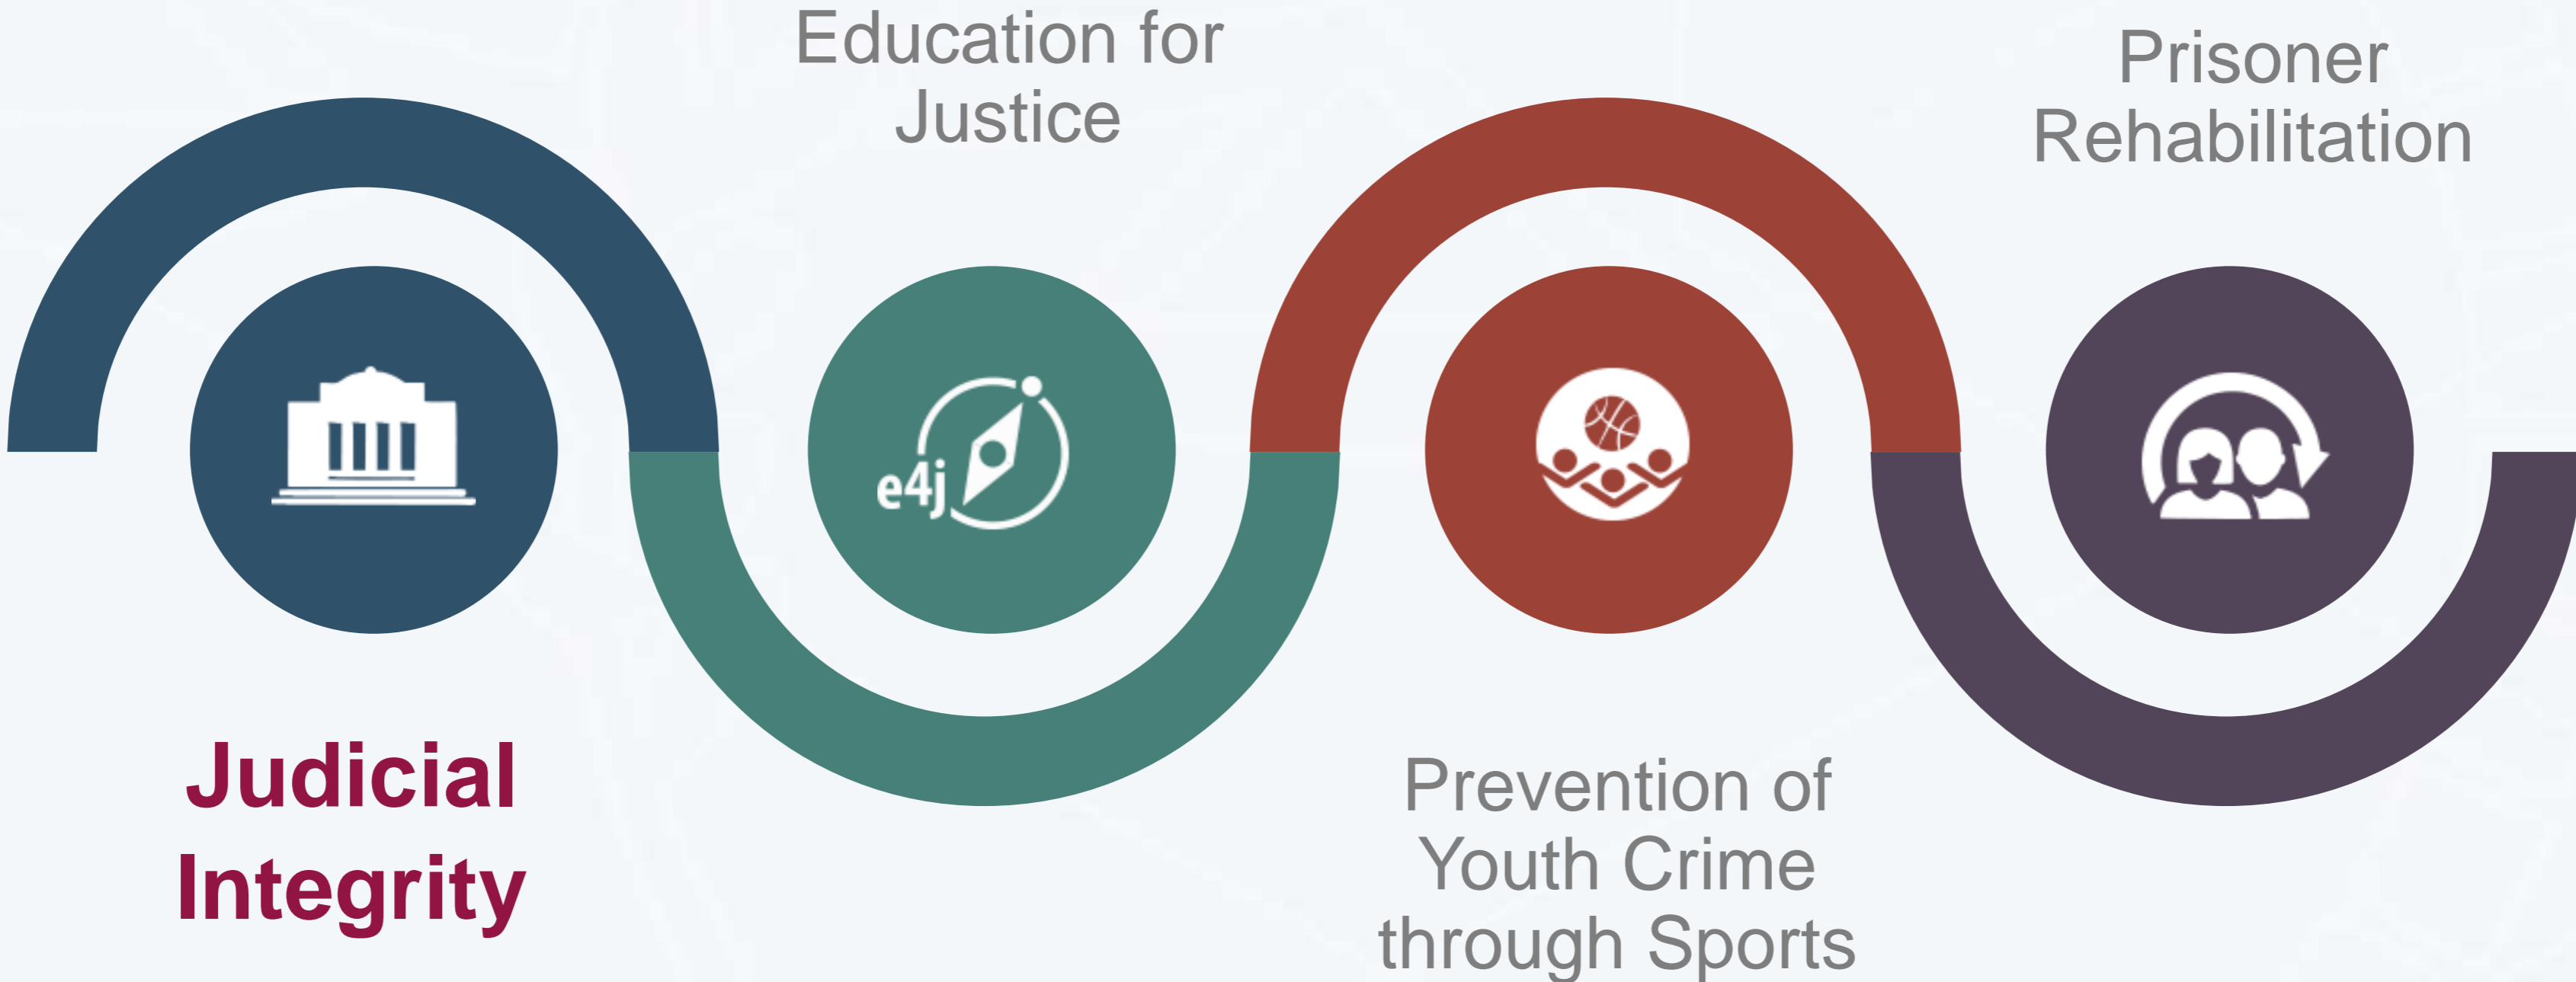 Education for
Justice
Prisoner
Rehabilitation
e4j
Judicial
Integrity
Prevention of
Youth Crime
through Sports